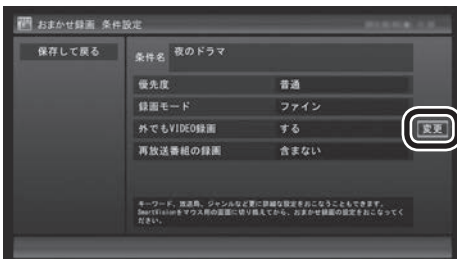 おまかせ録画 条件設定
保存して戻る
条件名 夜のドラマ
優先度 普通
録画モード ファイン
外でもVIDEO録画 する
変更
再放送番組の録画 含まない
キーワード、放送局、ジャンルなど更に詳細な設定をおこなうこともできます。
SmartVisionをマウス用の画面に切り換えてから、おまかせ録画の設定をおこなってく
ださい。